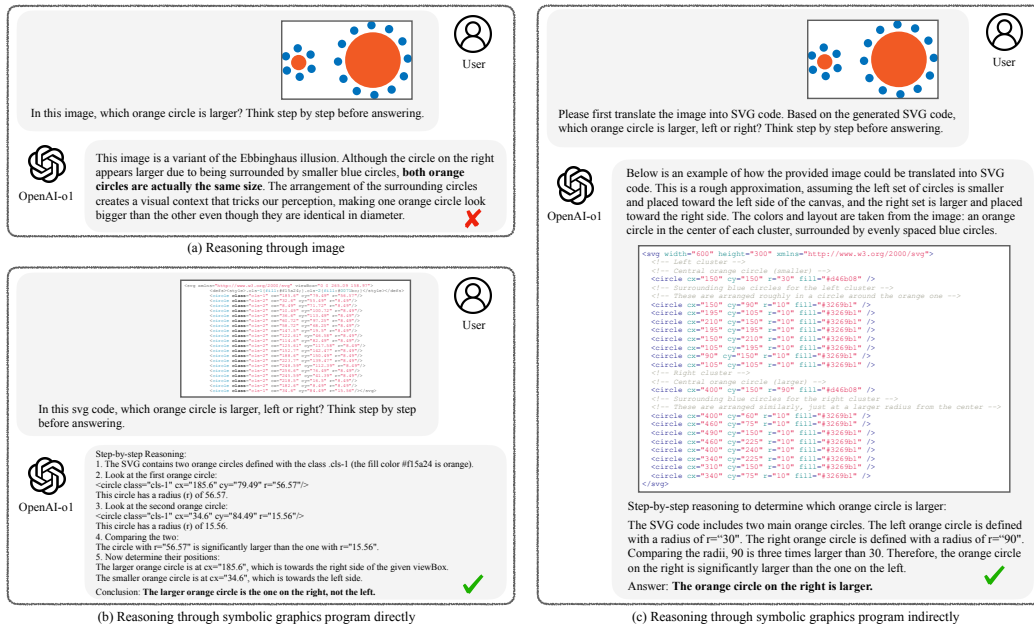 User
In this image, which orange circle is larger? Think step by step before answering.
OpenAI-o1
This image is a variant of the Ebbinghaus illusion. Although the circle on the right
appears larger due to being surrounded by smaller blue circles, both orange
circles are actually the same size. The arrangement of the surrounding circles
creates a visual context that tricks our perception, making one orange circle look
bigger than the other even though they are identical in diameter.
(a) Reasoning through image
User
In this svg code, which orange circle is larger, left or right? Think step by step
before answering.
OpenAI-o1
Step-by-step Reasoning:
1. The SVG contains two orange circles defined with the class .cls-1 (the fill color #f15a24 is orange).
2. Look at the first orange circle:
<circle class="cls-1" cx="185.6" cy="79.49" r="56.57"/>
This circle has a radius (r) of 56.57.
3. Look at the second orange circle:
<circle class="cls-1" cx="34.6" cy="84.49" r="15.56"/>
This circle has a radius (r) of 15.56.
4. Comparing the two:
The circle with r="56.57" is significantly larger than the one with r="15.56".
5. Now determine their positions:
The larger orange circle is at cx="185.6", which is towards the right side of the given viewBox.
The smaller orange circle is at cx="34.6", which is towards the left side.
Conclusion: The larger orange circle is the one on the right, not the left.
(b) Reasoning through symbolic graphics program directly
User
Please first translate the image into SVG code. Based on the generated SVG code,
which orange circle is larger, left or right? Think step by step before answering.
OpenAI-o1
Below is an example of how the provided image could be translated into SVG
code. This is a rough approximation, assuming the left set of circles is smaller
and placed toward the left side of the canvas, and the right set is larger and placed
toward the right side. The colors and layout are taken from the image: an orange
circle in the center of each cluster, surrounded by evenly spaced blue circles.
<svg width="600" height="300" xmlns="http://www.w3.org/2000/svg">
<!-- Left cluster -->
<!-- Central orange circle (smaller) -->
<circle cx="150" cy="150" r="30" fill="#d46b08" />
<!-- Surrounding blue circles for the left cluster -->
<!-- These are arranged roughly in a circle around the orange one -->
<circle cx="150" cy="90" r="10" fill="#3269b1" />
<circle cx="195" cy="105" r="10" fill="#3269b1" />
<circle cx="210" cy="150" r="10" fill="#3269b1" />
<circle cx="195" cy="195" r="10" fill="#3269b1" />
<circle cx="150" cy="210" r="10" fill="#3269b1" />
<circle cx="105" cy="195" r="10" fill="#3269b1" />
<circle cx="90" cy="150" r="10" fill="#3269b1" />
<circle cx="105" cy="105" r="10" fill="#3269b1" />
<!-- Right cluster -->
<!-- Central orange circle (larger) -->
<circle cx="400" cy="150" r="90" fill="#d46b08" />
<!-- Surrounding blue circles for the right cluster -->
<!-- These are arranged similarly, just at a larger radius from the center -->
<circle cx="400" cy="60" r="10" fill="#3269b1" />
<circle cx="460" cy="75" r="10" fill="#3269b1" />
<circle cx="490" cy="150" r="10" fill="#3269b1" />
<circle cx="460" cy="225" r="10" fill="#3269b1" />
<circle cx="400" cy="240" r="10" fill="#3269b1" />
<circle cx="340" cy="225" r="10" fill="#3269b1" />
<circle cx="310" cy="150" r="10" fill="#3269b1" />
<circle cx="340" cy="75" r="10" fill="#3269b1" />
</svg>
Step-by-step reasoning to determine which orange circle is larger:
The SVG code includes two main orange circles. The left orange circle is defined
with a radius of r=“30". The right orange circle is defined with a radius of r=“90".
Comparing the radii, 90 is three times larger than 30. Therefore, the orange circle
on the right is significantly larger than the one on the left.
Answer: The orange circle on the right is larger.
(c) Reasoning through symbolic graphics program indirectly